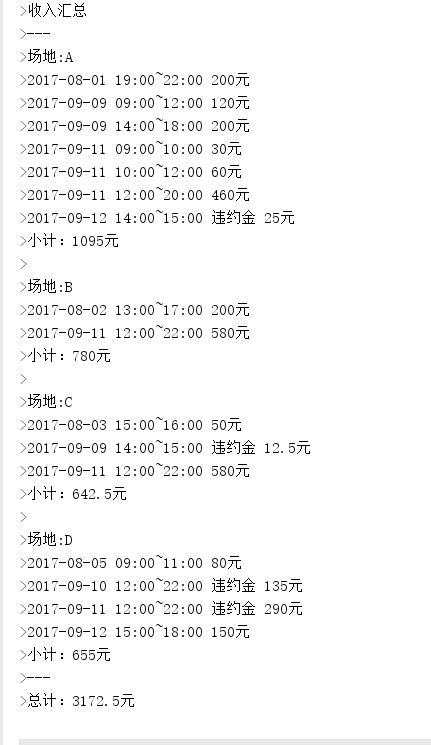 >收入汇总
>---
>场地:A
>2017-08-01 19:00~22:00 200元
>2017-09-09 09:00~12:00 120元
>2017-09-09 14:00~18:00 200元
>2017-09-11 09:00~10:00 30元
>2017-09-11 10:00~12:00 60元
>2017-09-11 12:00~20:00 460元
>2017-09-12 14:00~15:00 违约金 25元
>小计：1095元
>
>场地:B
>2017-08-02 13:00~17:00 200元
>2017-09-11 12:00~22:00 580元
>小计：780元
>
>场地:C
>2017-08-03 15:00~16:00 50元
>2017-09-09 14:00~15:00 违约金 12.5元
>2017-09-11 12:00~22:00 580元
>小计：642.5元
>
>场地:D
>2017-08-05 09:00~11:00 80元
>2017-09-10 12:00~22:00 违约金 135元
>2017-09-11 12:00~22:00 违约金 290元
>2017-09-12 15:00~18:00 150元
>小计：655元
>---
>总计：3172.5元